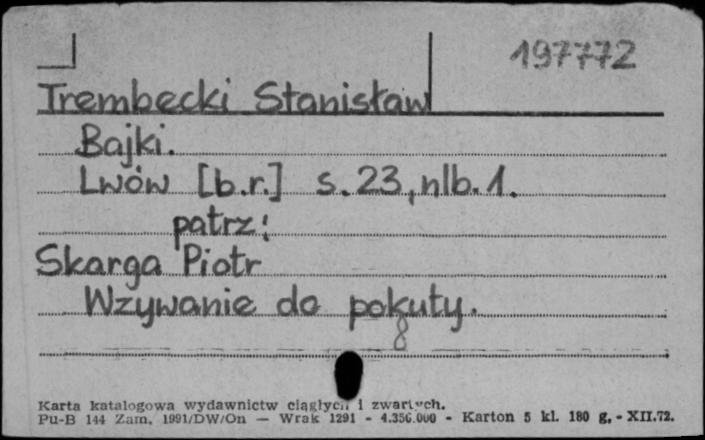 197772
Trembecki Stanisław
Bajki.
Lwów [b.r.] s. 23, nlb. 1.
patrz:
Skarga Piotr
Wzywanie do pokuty.
8
Karta katalogowa wydawnictw ciągłych i zwartych.
Pu-B 144 Zam. 1991/DW/On — Wrak 1291 - 4.356.000 - Karton 5 kl. 180 g. - XII.72.